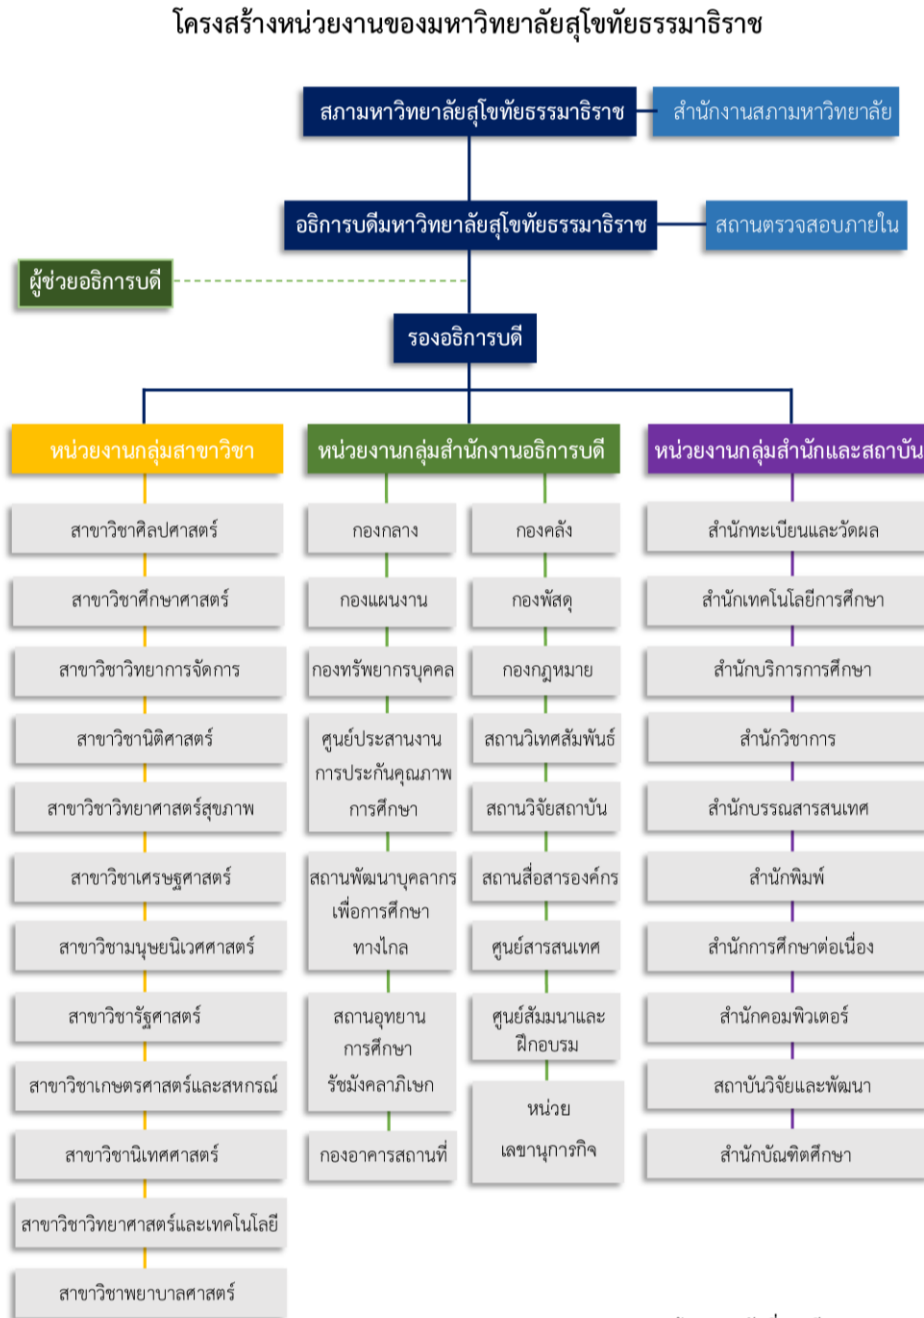 โครงสร้างหน่วยงานของมหาวิทยาลัยสุโขทัยธรรมาธิราช
สภามหาวิทยาลัยสุโขทัยธรรมาธิราช
สำนักงานสภามหาวิทยาลัย
อธิการบดีมหาวิทยาลัยสุโขทัยธรรมาธิราช
สถานตรวจสอบภายใน
ผู้ช่วยอธิการบดี
รองอธิการบดี
หน่วยงานกลุ่มสาขาวิชา
สาขาวิชาศิลปศาสตร์
สาขาวิชาศึกษาศาสตร์
สาขาวิชาวิทยาการจัดการ
สาขาวิชานิติศาสตร์
สาขาวิชาวิทยาศาสตร์สุขภาพ
สาขาวิชาเศรษฐศาสตร์
สาขาวิชามนุษยนิเวศศาสตร์
สาขาวิชารัฐศาสตร์
สาขาวิชาเกษตรศาสตร์และสหกรณ์
สาขาวิชานิเทศศาสตร์
สาขาวิชาวิทยาศาสตร์และเทคโนโลยี
สาขาวิชาพยาบาลศาสตร์
หน่วยงานกลุ่มสำนักงานอธิการบดี
กองกลาง
กองแผนงาน
กองทรัพยากรบุคคล
ศูนย์ประสานงาน
การประกันคุณภาพ
การศึกษา
สถานพัฒนาบุคลากร
เพื่อการศึกษา
ทางไกล
สถานอุทยาน
การศึกษา
รัชมังคลาภิเษก
กองอาคารสถานที่
กองคลัง
กองพัสดุ
กองกฎหมาย
สถานวิเทศสัมพันธ์
สถานวิจัยสถาบัน
สถานสื่อสารองค์กร
ศูนย์สารสนเทศ
ศูนย์สัมมนาและ
ฝึกอบรม
หน่วย
เลขานุการกิจ
หน่วยงานกลุ่มสำนักและสถาบัน
สำนักทะเบียนและวัดผล
สำนักเทคโนโลยีการศึกษา
สำนักบริการการศึกษา
สำนักวิชาการ
สำนักบรรณสารสนเทศ
สำนักพิมพ์
สำนักการศึกษาต่อเนื่อง
สำนักคอมพิวเตอร์
สถาบันวิจัยและพัฒนา
สำนักบัณฑิตศึกษา